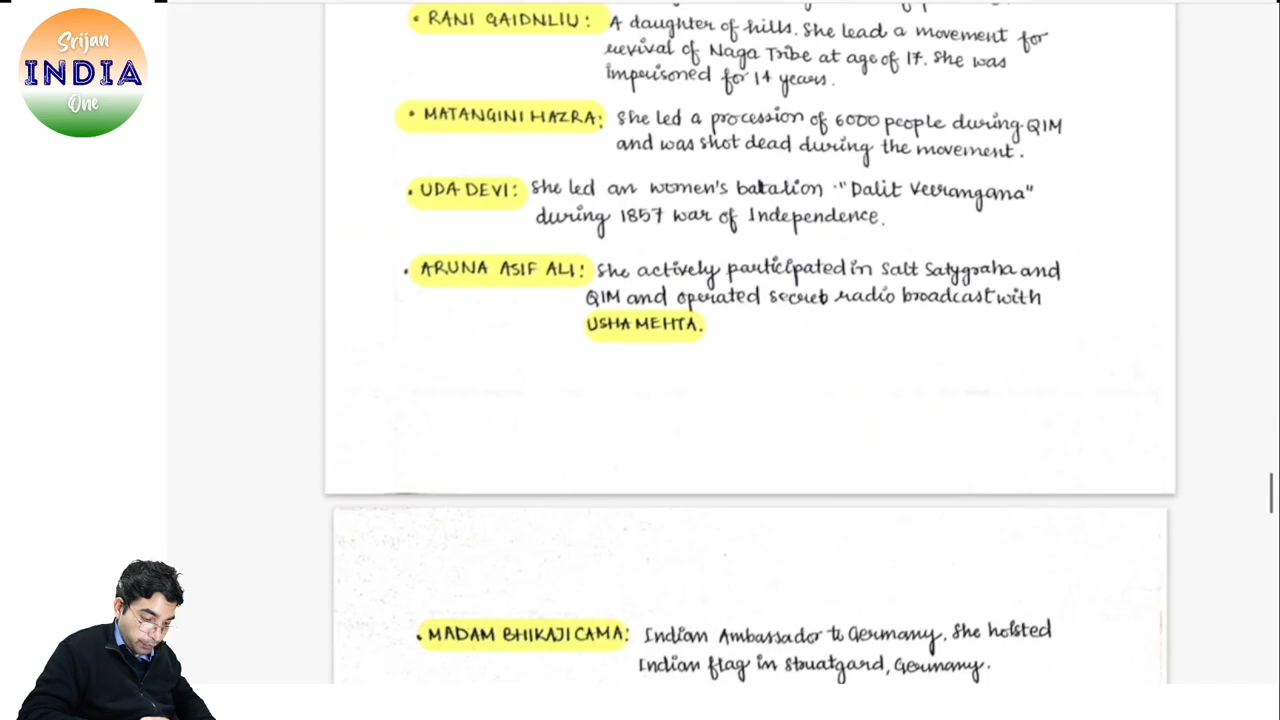 Srijan
INDIA
One
• RANI GAIDNLIU: A daughter of hills. She lead a movement for
revival of Naga Tribe at age of 17. She was
imperisoned for 14 years.
• MATANGINI HAZRA: She led a procession of 6000 people during QIM
and was shot dead during the movement.
• UDA DEVI: She led an women's batalion "Dalit Veerangana"
during 1857 war of Independence.
• ARUNA ASIF ALI: She actively participated in Salt Satygraha and
QIM and operated secret radio broadcast with
USHA MEHTA.
• MADAM BHIKAJI CAMA: Indian Ambassador to Germany. She hoisted
Indian flag in Stuatgard, Germany.